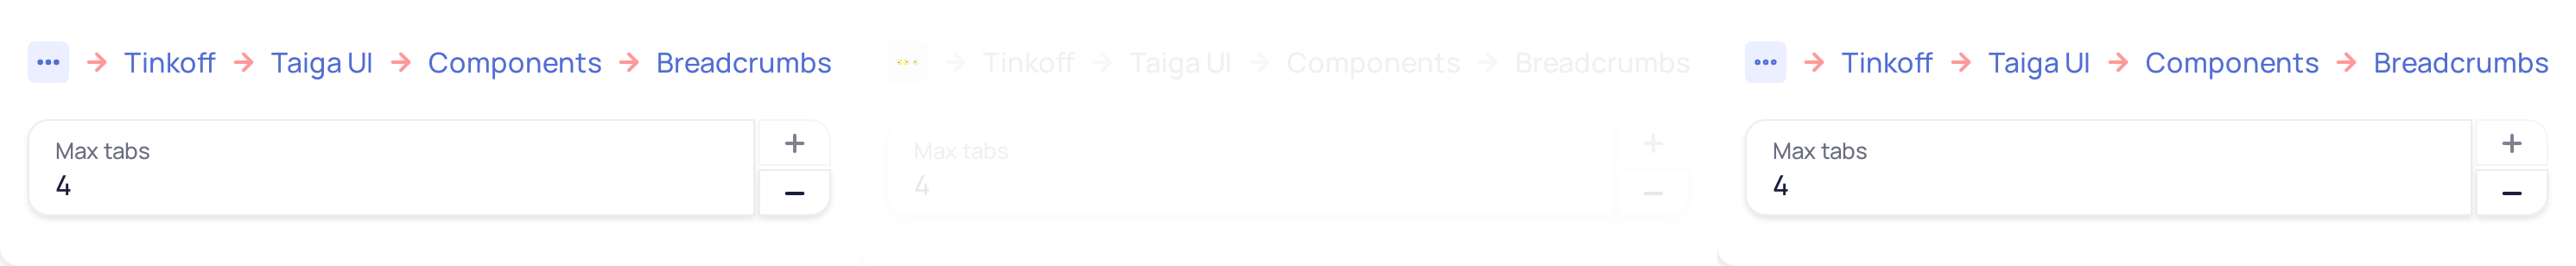 ... → Tinkoff → Taiga UI → Components → Breadcrumbs
Max tabs
4
+
−
... → Tinkoff → Taiga UI → Components → Breadcrumbs
Max tabs
4
+
−
... → Tinkoff → Taiga UI → Components → Breadcrumbs
Max tabs
4
+
−